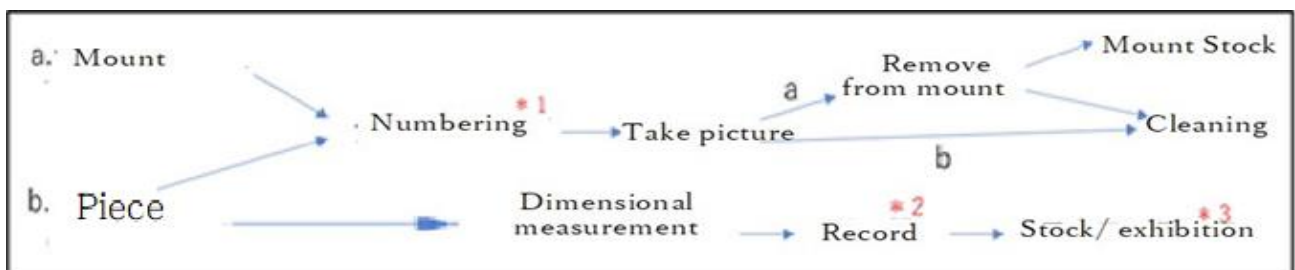 a. Mount
Numbering *1
Take picture
a
Remove
from mount
Mount Stock
Cleaning
b
b. Piece
Dimensional
measurement
Record *2
Stock/ exhibition *3